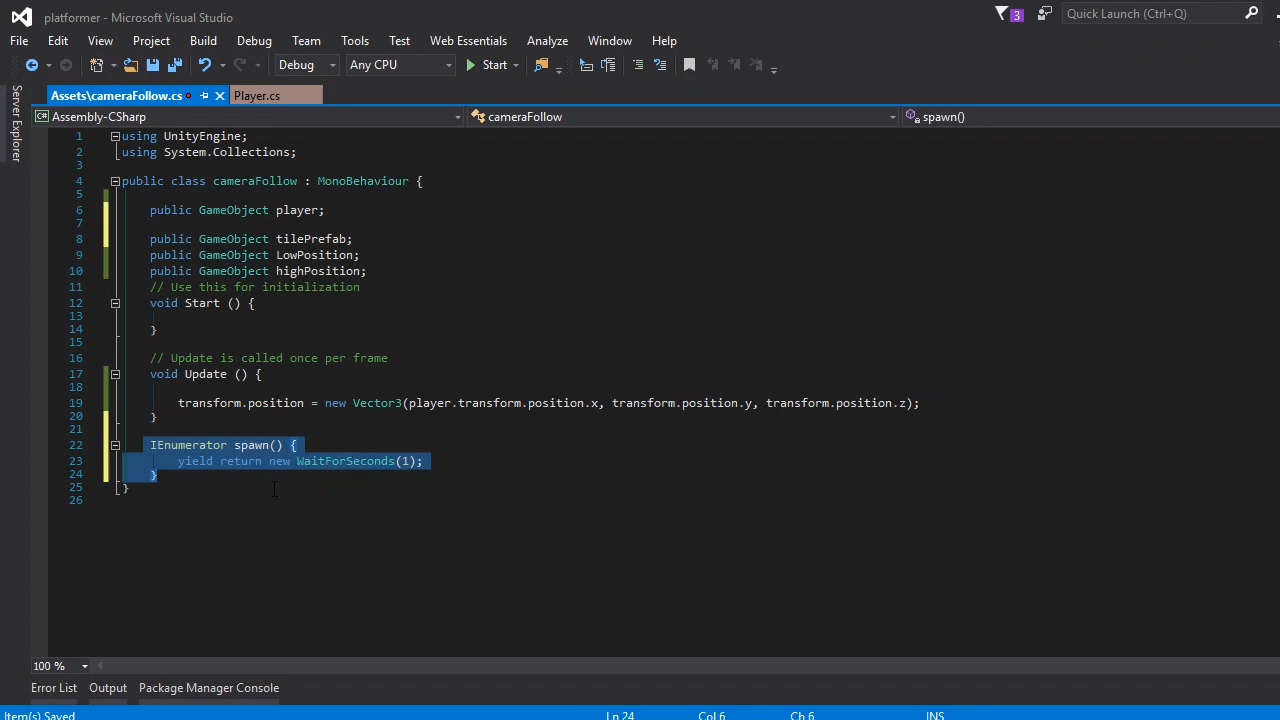 platformer - Microsoft Visual Studio
3
Quick Launch (Ctrl+Q)
File Edit View Project Build Debug Team Tools Test Web Essentials Analyze Window Help
Debug Any CPU Start
Server Explorer
Assets\cameraFollow.cs Player.cs
C# Assembly-CSharp cameraFollow spawn()
1 using UnityEngine;
2 using System.Collections;
3
4 public class cameraFollow : MonoBehaviour {
5
6 public GameObject player;
7
8 public GameObject tilePrefab;
9 public GameObject LowPosition;
10 public GameObject highPosition;
11 // Use this for initialization
12 void Start () {
13
14 }
15
16 // Update is called once per frame
17 void Update () {
18
19 transform.position = new Vector3(player.transform.position.x, transform.position.y, transform.position.z);
20 }
21
22 IEnumerator spawn() {
23 yield return new WaitForSeconds(1);
24 }
25 }
26
100 %
Error List Output Package Manager Console
Item(s) Saved Ln 24 Col 6 Ch 6 INS